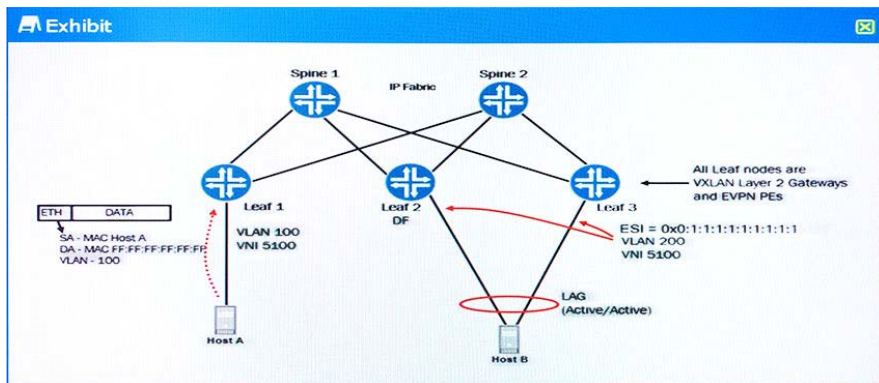 Exhibit
Spine 1
Spine 2
IP Fabric
Leaf 1
Leaf 2
DF
Leaf 3
All Leaf nodes are
VXLAN Layer 2 Gateways
and EVPN PEs
ETH
DATA
SA - MAC Host A
DA - MAC FF:FF:FF:FF:FF:FF
VLAN - 100
VLAN 100
VNI 5100
ESI = 0x0:1:1:1:1:1:1:1:1:1
VLAN 200
VNI 5100
LAG
(Active/Active)
Host A
Host B